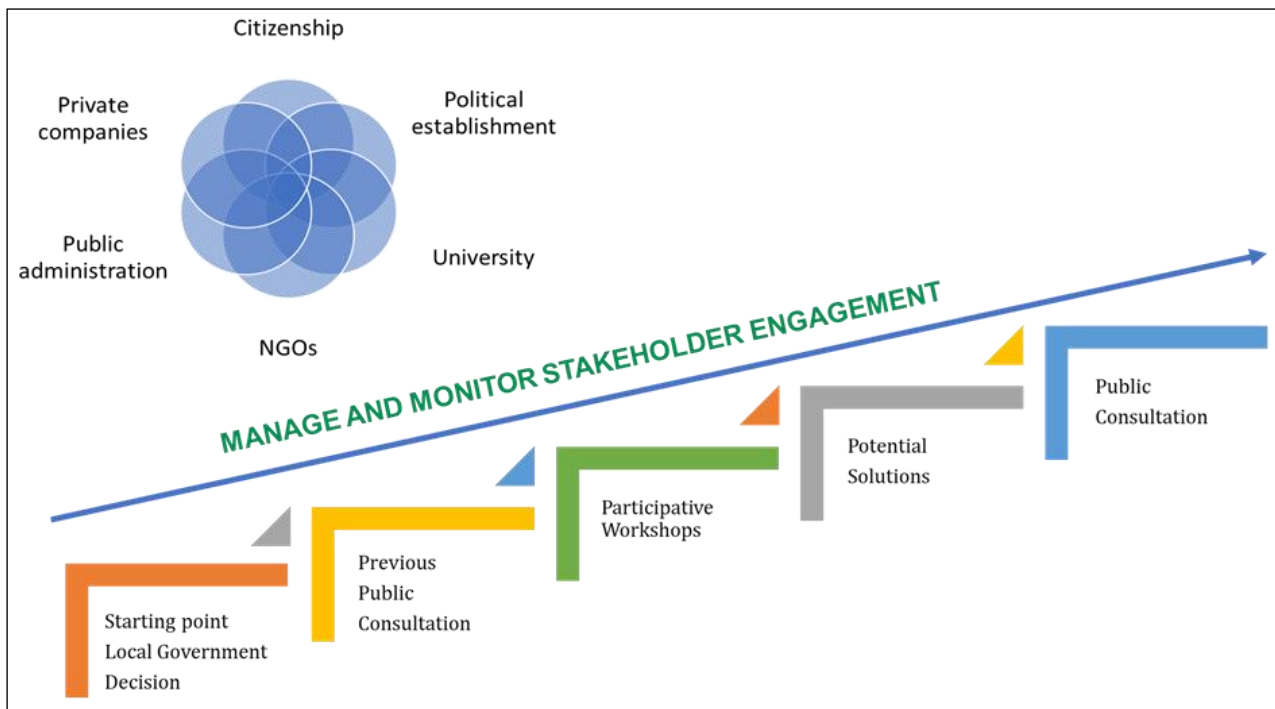 Citizenship
Private
companies
Political
establishment
Public
administration
University
NGOs
MANAGE AND MONITOR STAKEHOLDER ENGAGEMENT
Starting point
Local Government
Decision
Previous
Public
Consultation
Participative
Workshops
Potential
Solutions
Public
Consultation